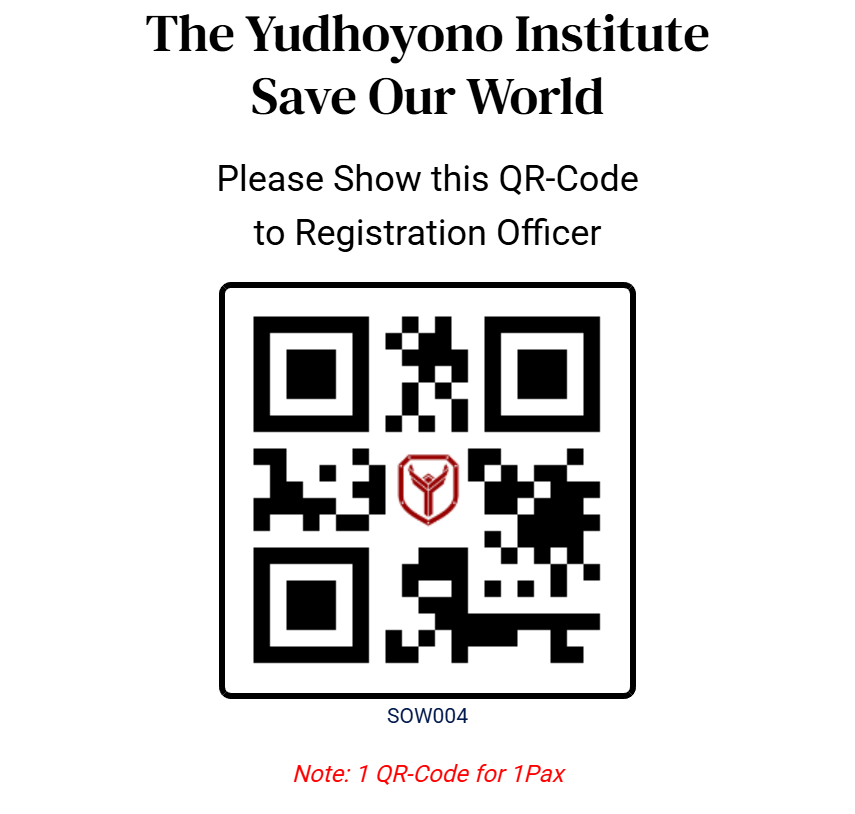 The Yudhoyono Institute
Save Our World
Please Show this QR-Code
to Registration Officer
SOW004
Note: 1 QR-Code for 1Pax